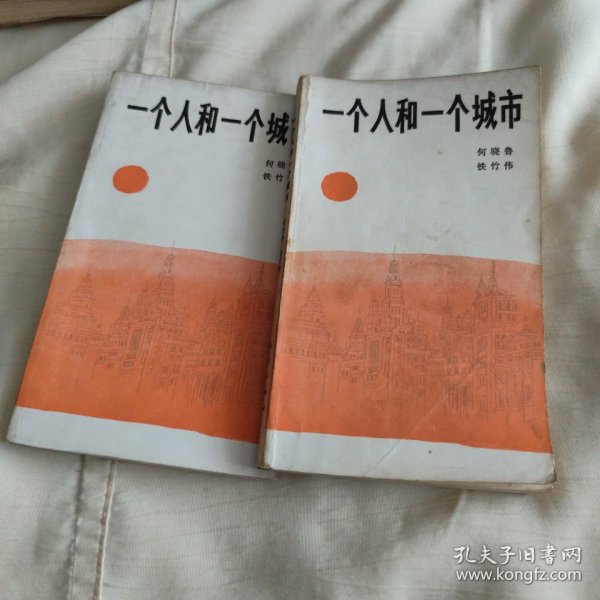 一个人和一个城
何晓
铁竹
一个人和一个城市
何晓鲁
铁竹伟
孔夫子旧书网
www.kongfz.com